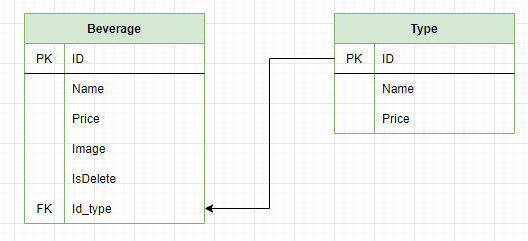 Beverage
PK ID
Name
Price
Image
IsDelete
FK Id_type
Type
PK ID
Name
Price